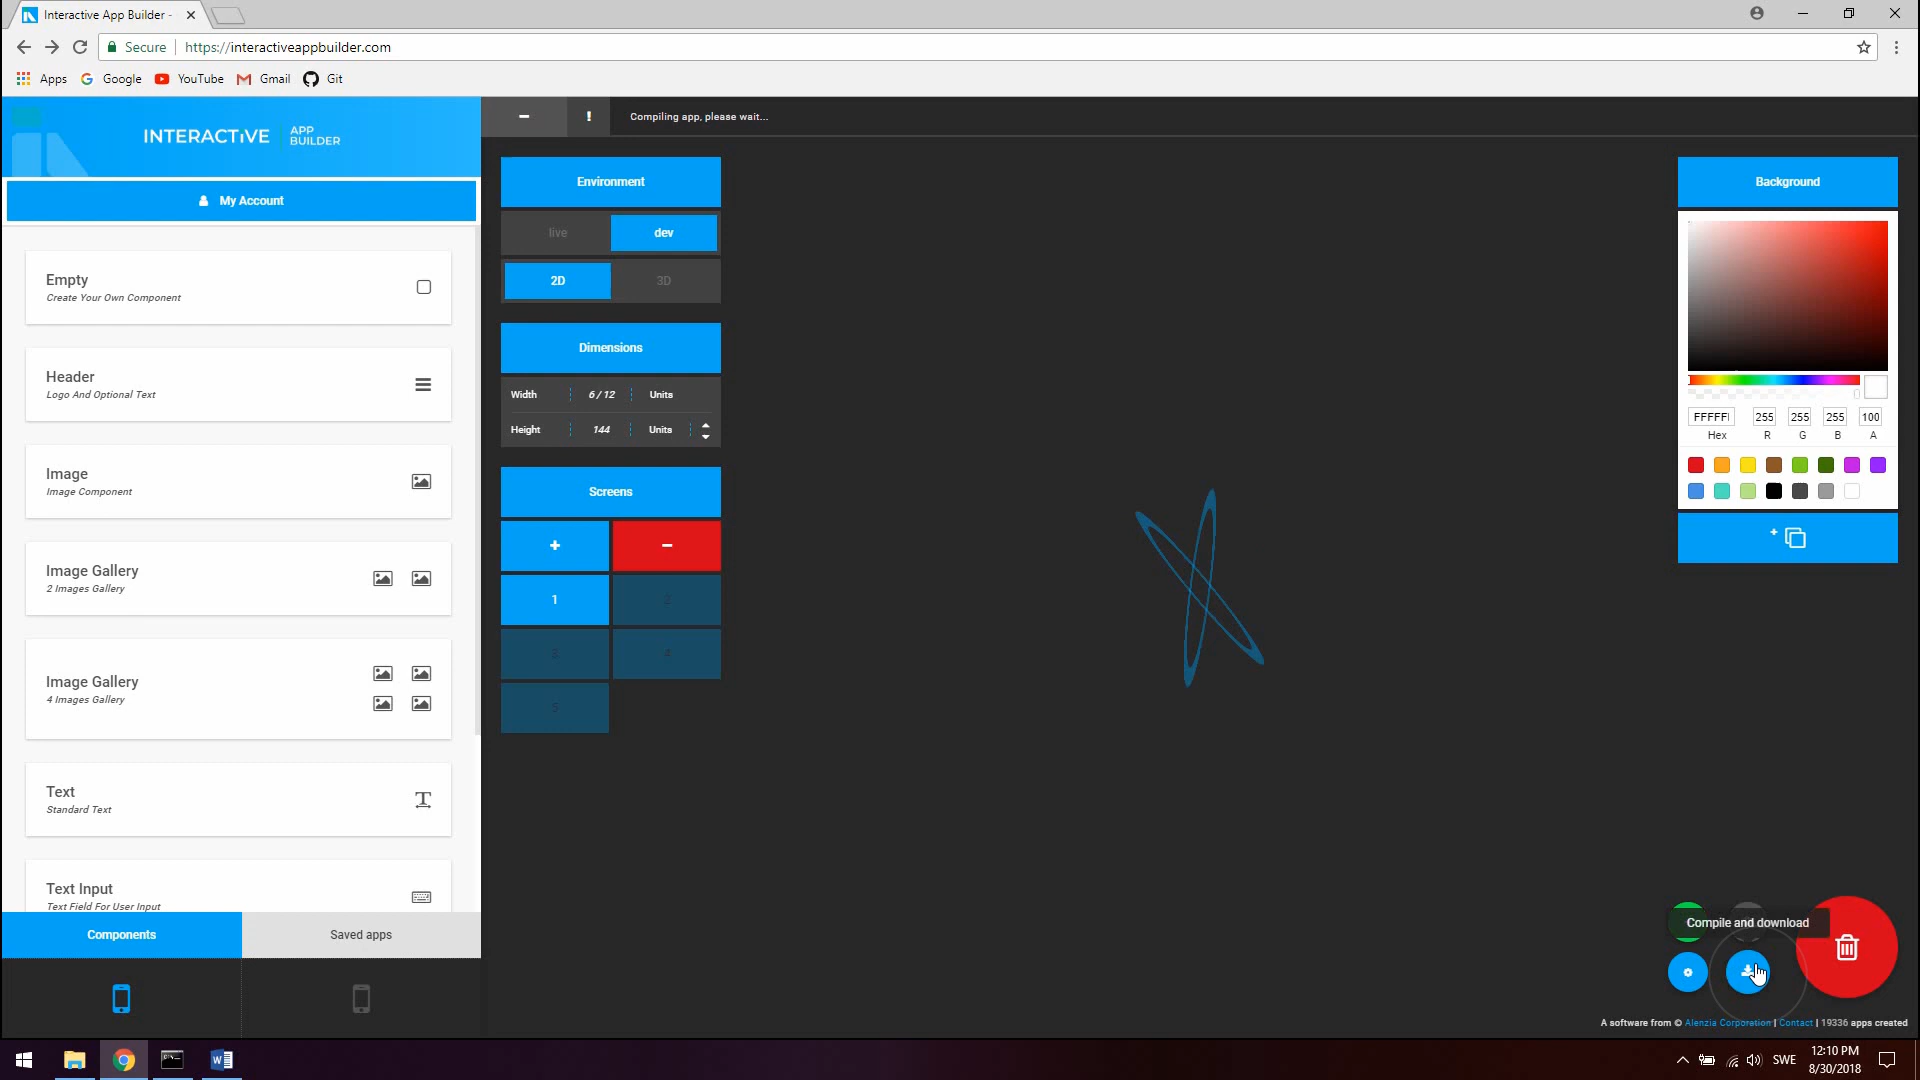 Interactive App Builder -
Secure https://interactiveappbuilder.com
Apps Google YouTube Gmail Git
INTERACTiVE APP
BUILDER
My Account
Empty
Create Your Own Component
Header
Logo And Optional Text
Image
Image Component
Image Gallery
2 Images Gallery
Image Gallery
4 Images Gallery
Text
Standard Text
Text Input
Text Field For User Input
Components Saved apps
! Compiling app, please wait...
Environment
live dev
2D 3D
Dimensions
Width 6 / 12 Units
Height 144 Units
Screens
+ −
1 2
3 4
5
Background
FFFFF 255 255 255 100
Hex R G B A
Compile and download
A software from © Alenzia Corporation | Contact | 19336 apps created
SWE
12:10 PM
8/30/2018